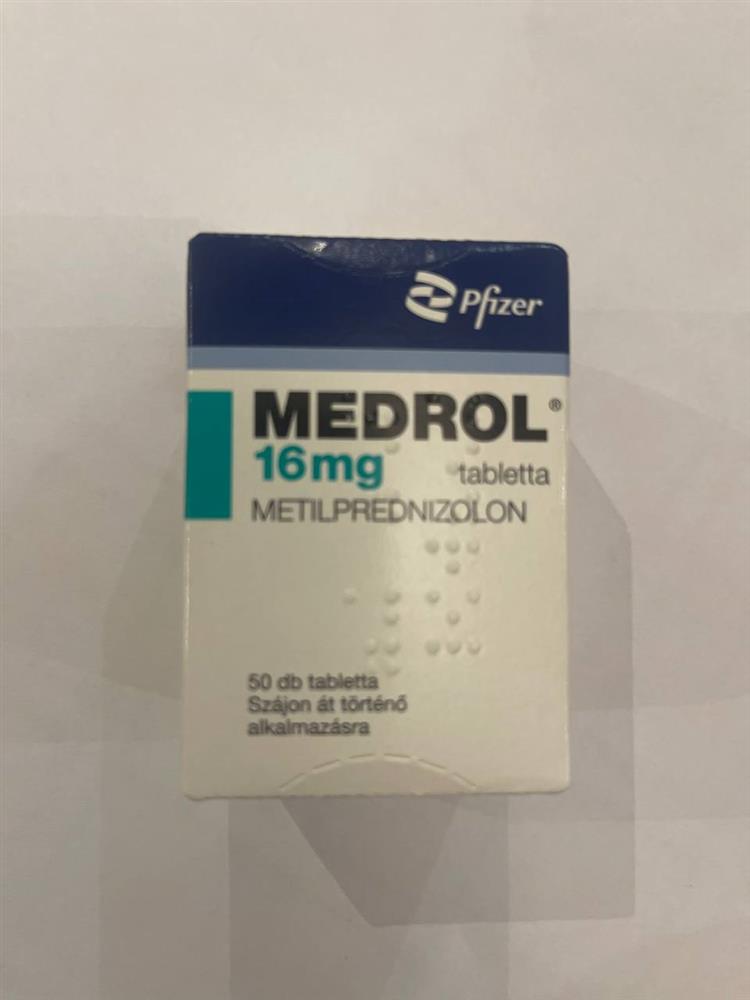 Pfizer
MEDROL®
16mg tabletta
METILPREDNIZOLON
50 db tabletta
Szájon át történő
alkalmazásra